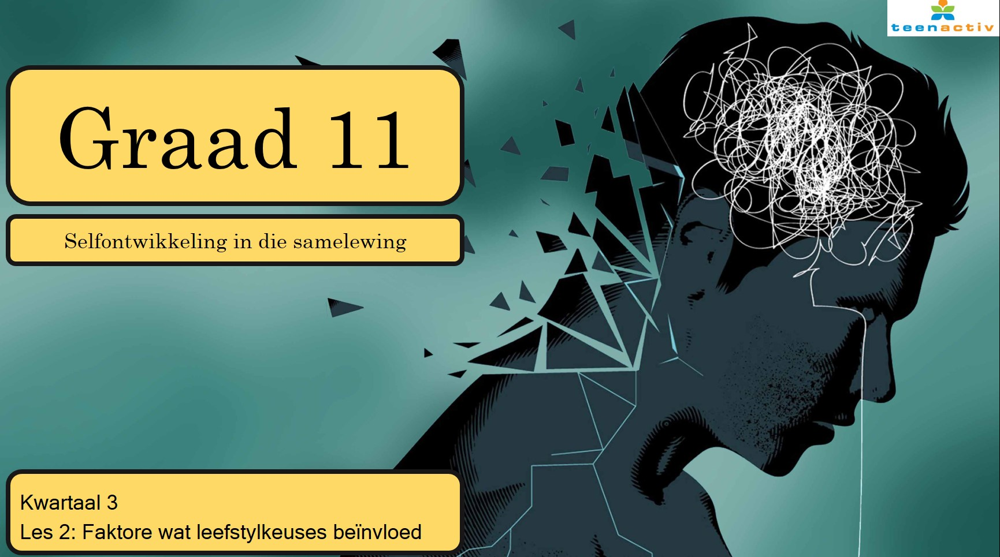 teenactiv
Graad 11
Selfontwikkeling in die samelewing
Kwartaal 3
Les 2: Faktore wat leefstylkeuses beïnvloed